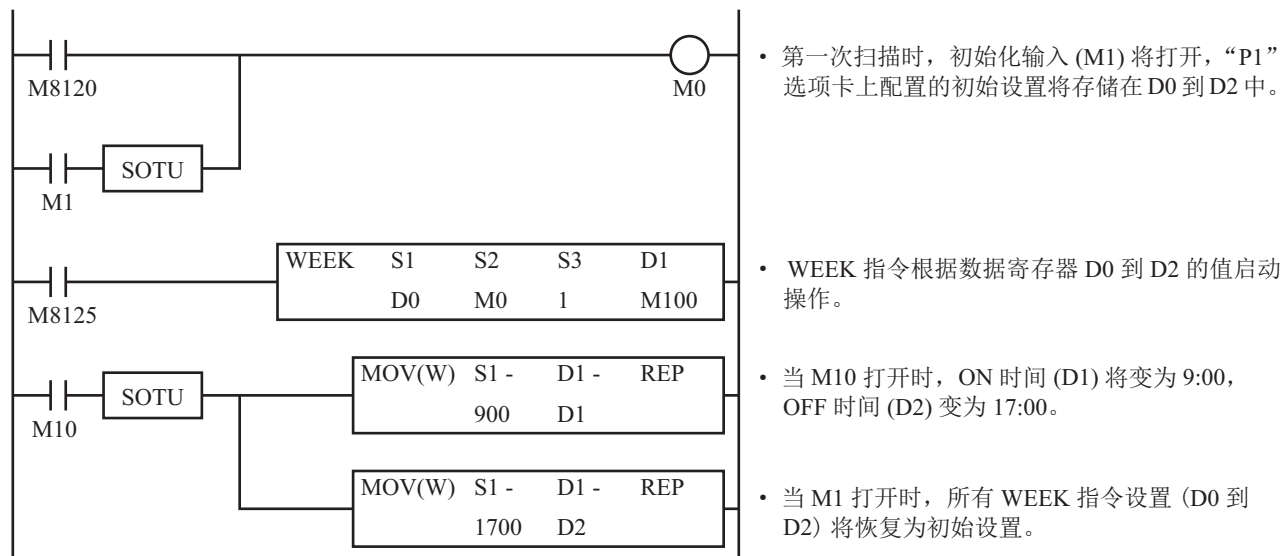 M8120
M0
SOTU
M1
WEEK S1 S2 S3 D1
D0 M0 1 M100
M8125
SOTU
M10
MOV(W) S1 - D1 - REP
900 D1
MOV(W) S1 - D1 - REP
1700 D2
• 第一次扫描时，初始化输入 (M1) 将打开，“P1”
选项卡上配置的初始设置将存储在 D0 到 D2 中。
• WEEK 指令根据数据寄存器 D0 到 D2 的值启动
操作。
• 当 M10 打开时，ON 时间 (D1) 将变为 9:00，
OFF 时间 (D2) 变为 17:00。
• 当 M1 打开时，所有 WEEK 指令设置（D0 到
D2）将恢复为初始设置。